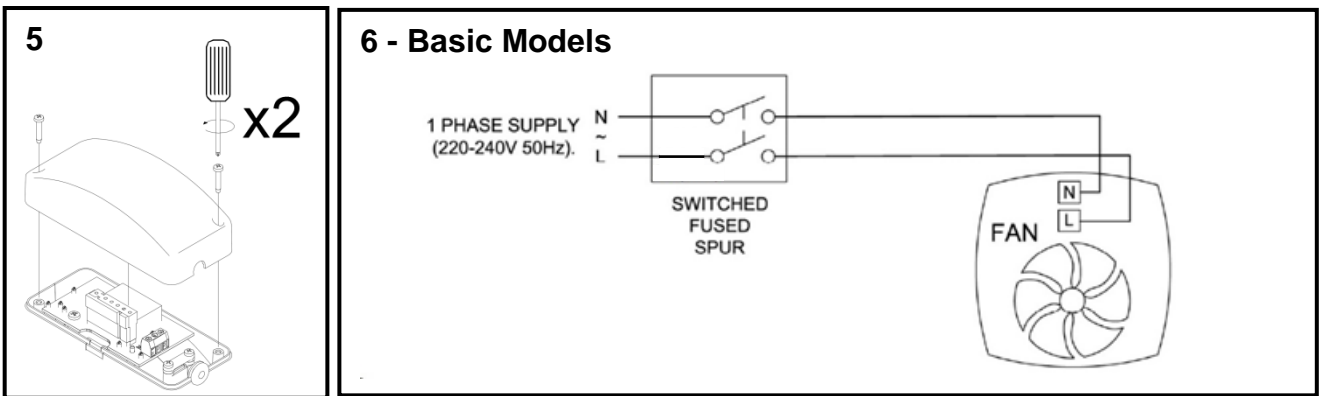 5
x2
6 - Basic Models
1 PHASE SUPPLY
(220-240V 50Hz).
N
~
L
SWITCHED
FUSED
SPUR
N
L
FAN